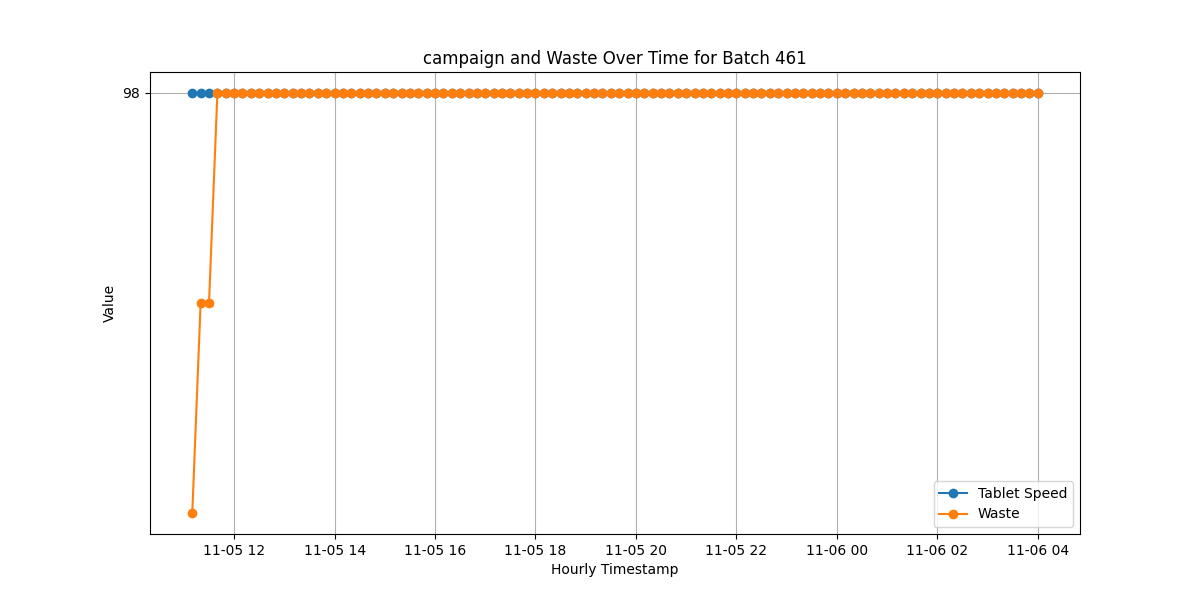 campaign and Waste Over Time for Batch 461
98
Value
11-05 12
11-05 14
11-05 16
11-05 18
11-05 20
11-05 22
11-06 00
11-06 02
11-06 04
Hourly Timestamp
Tablet Speed
Waste